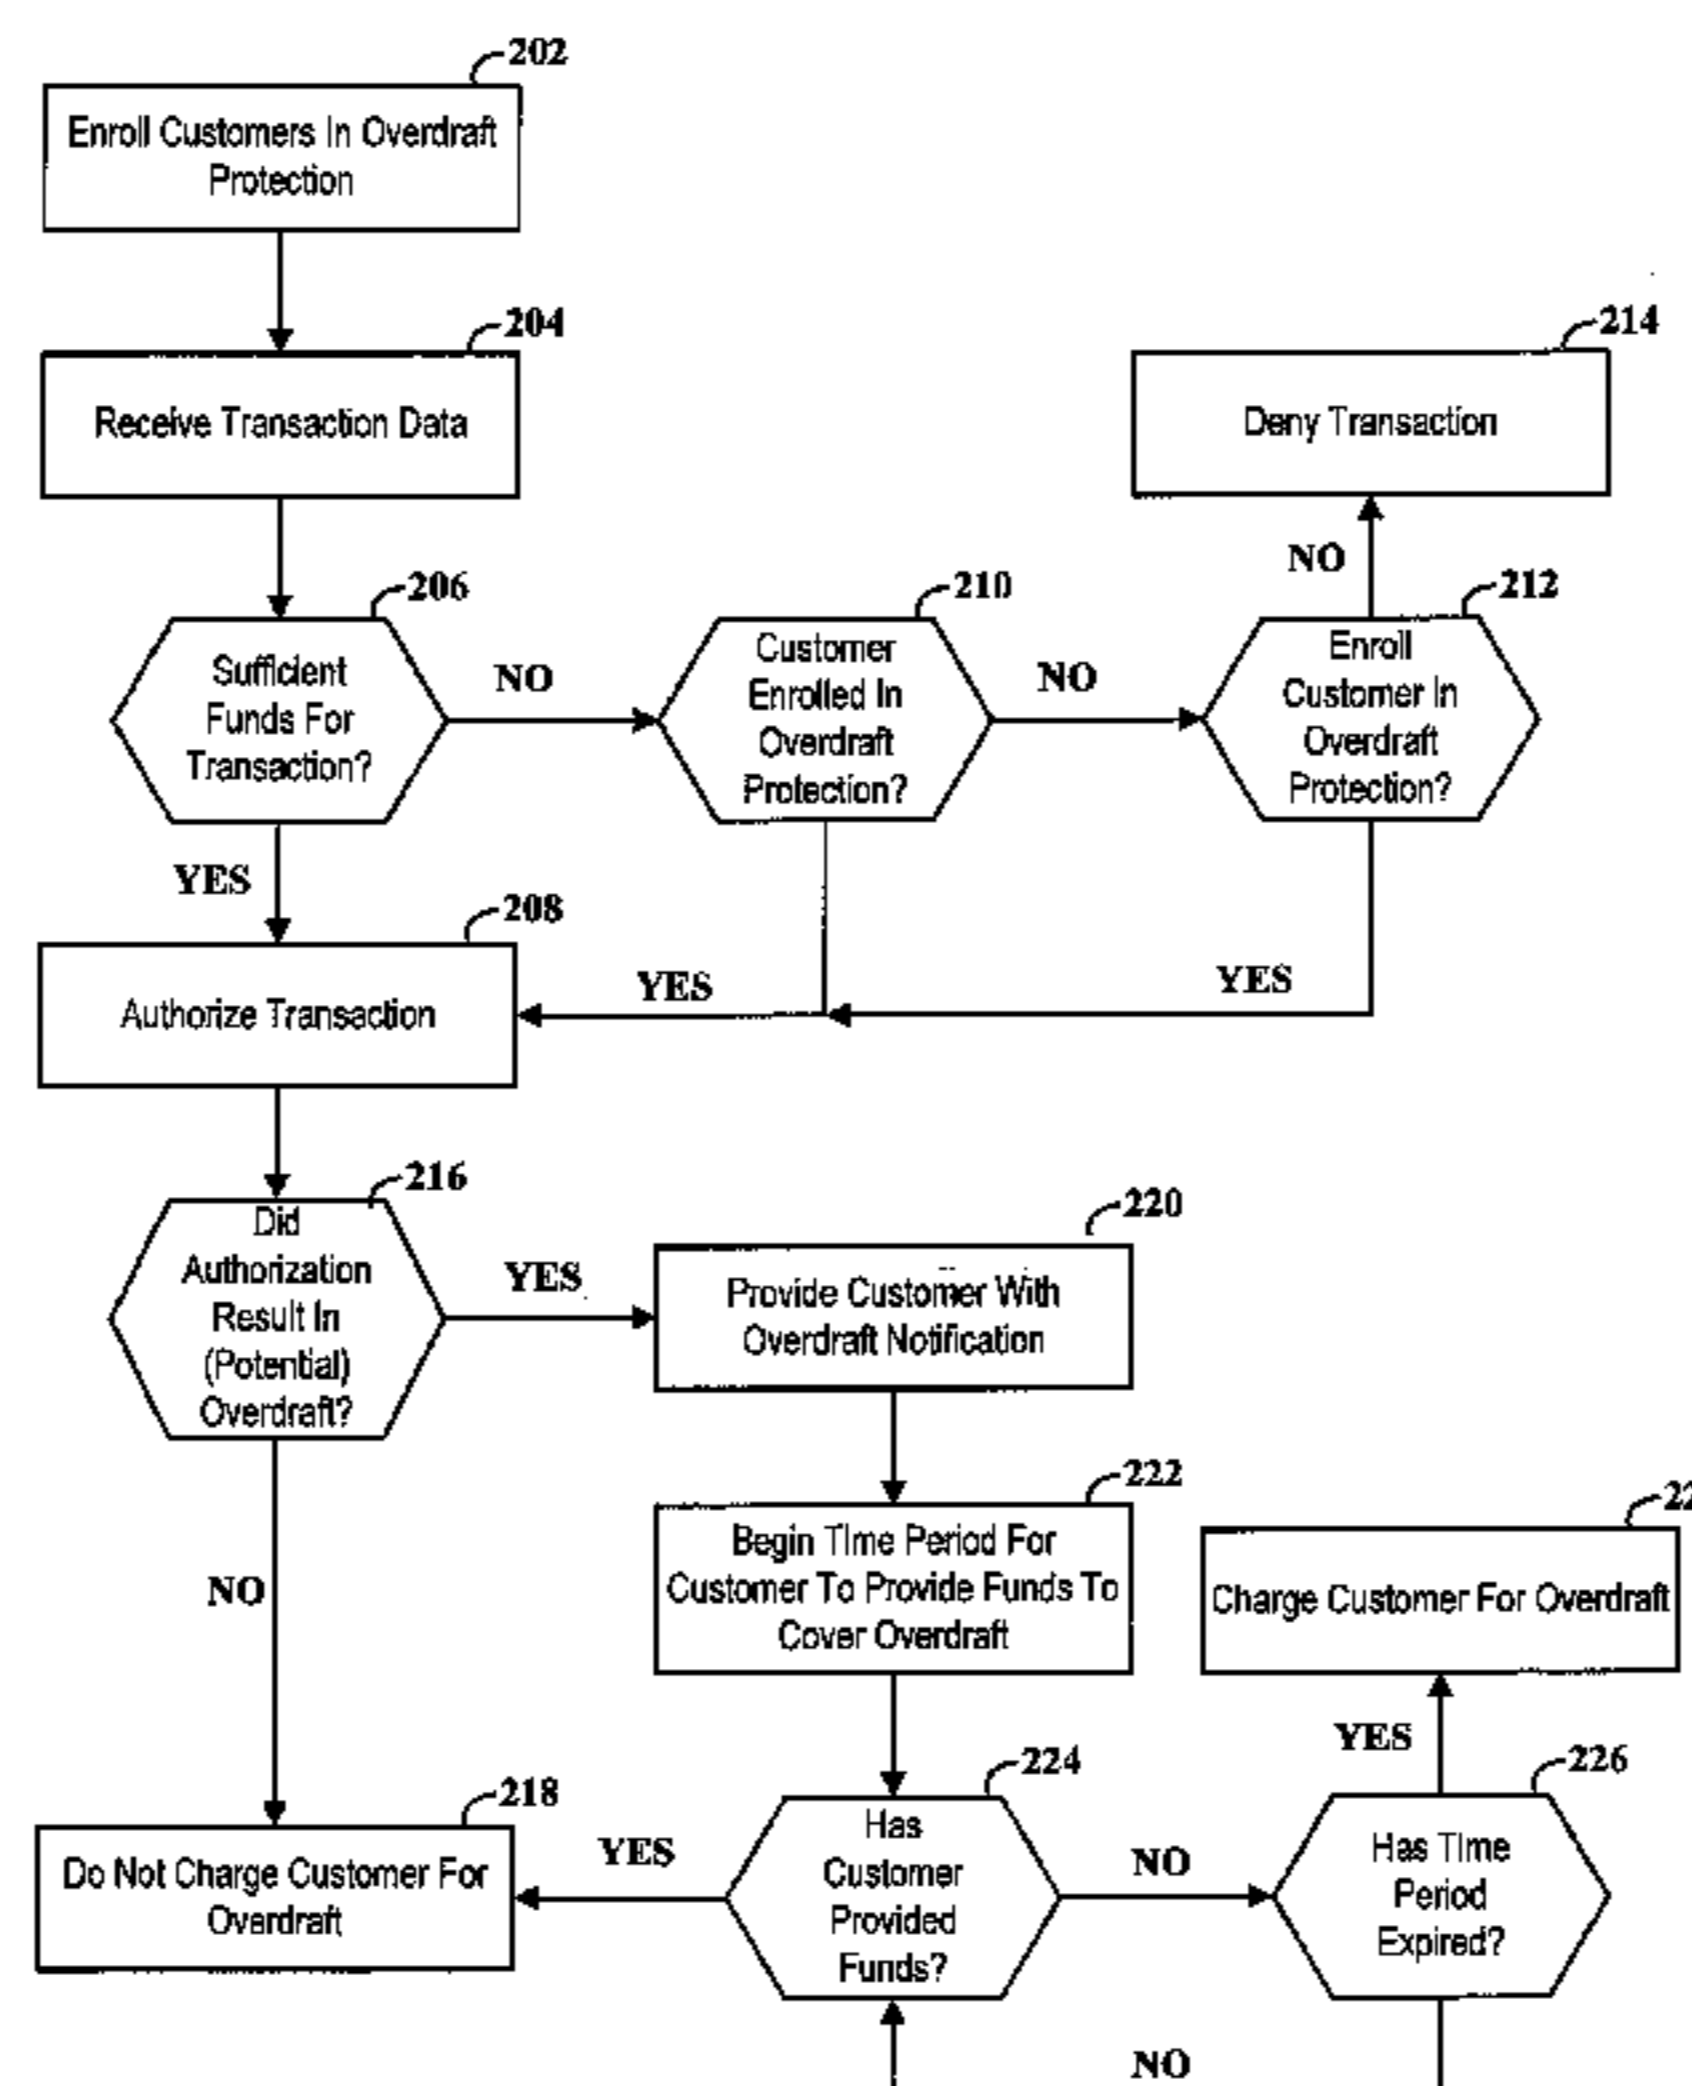 202
Enroll Customers In Overdraft
Protection
204
Receive Transaction Data
214
Deny Transaction
NO
206
Sufficient
Funds For
Transaction?
NO
210
Customer
Enrolled In
Overdraft
Protection?
NO
212
Enroll
Customer In
Overdraft
Protection?
YES
208
Authorize Transaction
YES
YES
216
Did
Authorization
Result In
(Potential)
Overdraft?
YES
220
Provide Customer With
Overdraft Notification
222
Begin Time Period For
Customer To Provide Funds To
Cover Overdraft
Charge Customer For Overdraft
NO
YES
218
Do Not Charge Customer For
Overdraft
YES
224
Has
Customer
Provided
Funds?
NO
226
Has Time
Period
Expired?
NO